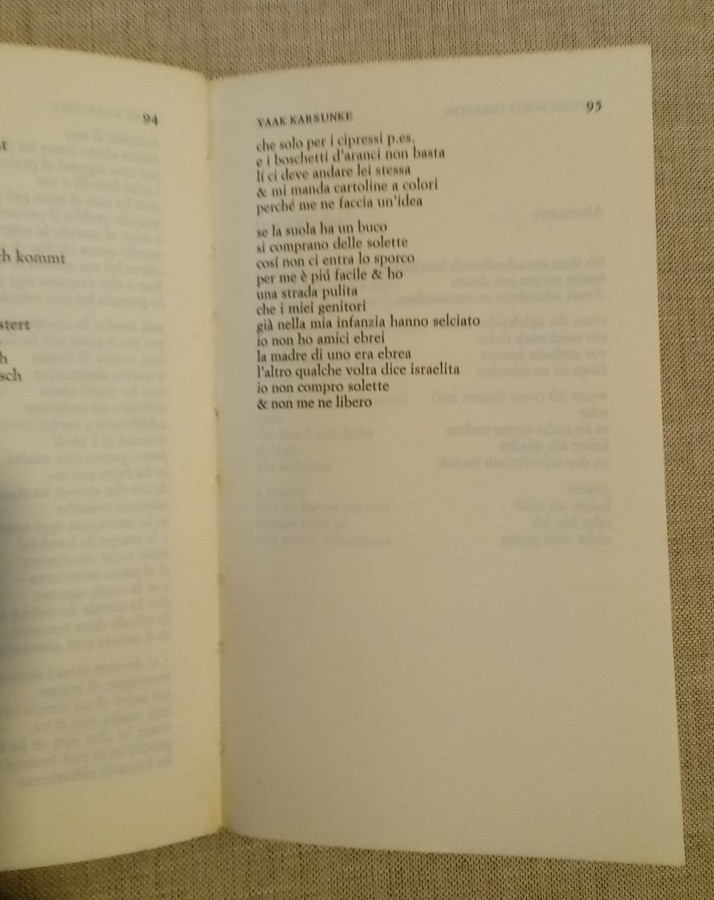 94
ch kommt
stert
h
sch
YAAK KARSUNKE
95
che solo per i cipressi p.es.
e i boschetti d'aranci non basta
lí ci deve andare lei stessa
& mi manda cartoline a colori
perché me ne faccia un'idea
se la suola ha un buco
si comprano delle solette
cosí non ci entra lo sporco
per me è piú facile & ho
una strada pulita
che i miei genitori
già nella mia infanzia hanno selciato
io non ho amici ebrei
la madre di uno era ebrea
l'altro qualche volta dice israelita
io non compro solette
& non me ne libero